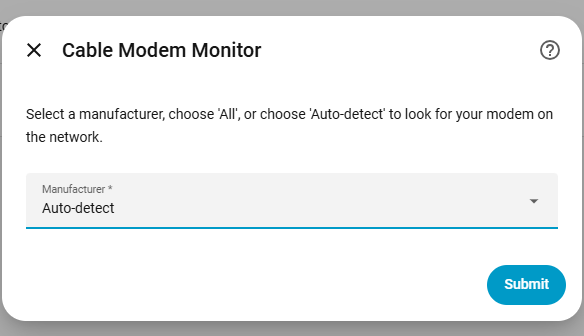 Cable Modem Monitor
Select a manufacturer, choose 'All', or choose 'Auto-detect' to look for your modem on
the network.
Manufacturer *
Auto-detect
Submit